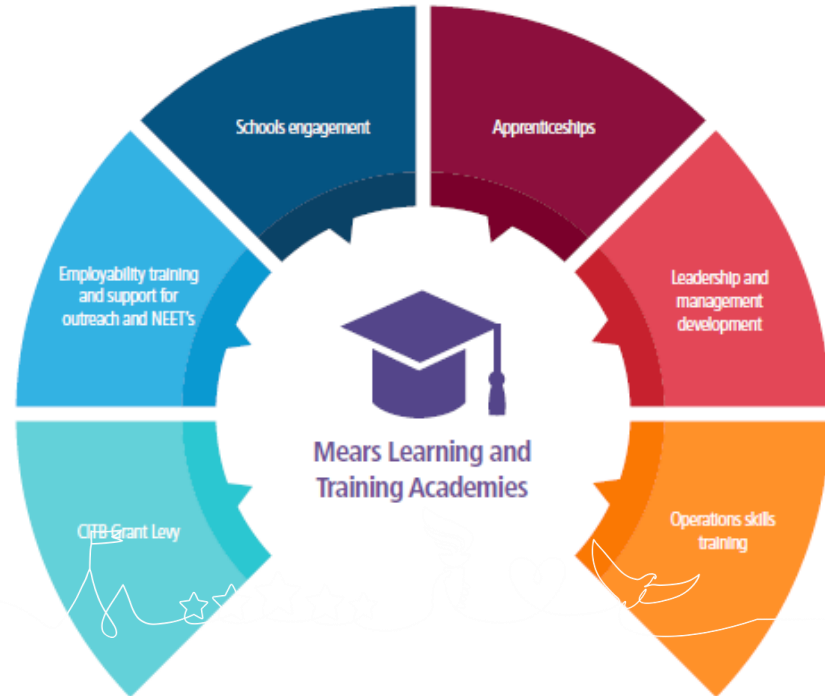 Schools engagement
Apprenticeships
Employability training
and support for
outreach and NEET's
Leadership and
management
development
Mears Learning and
Training Academies
CITB Grant Levy
Operations skills
training